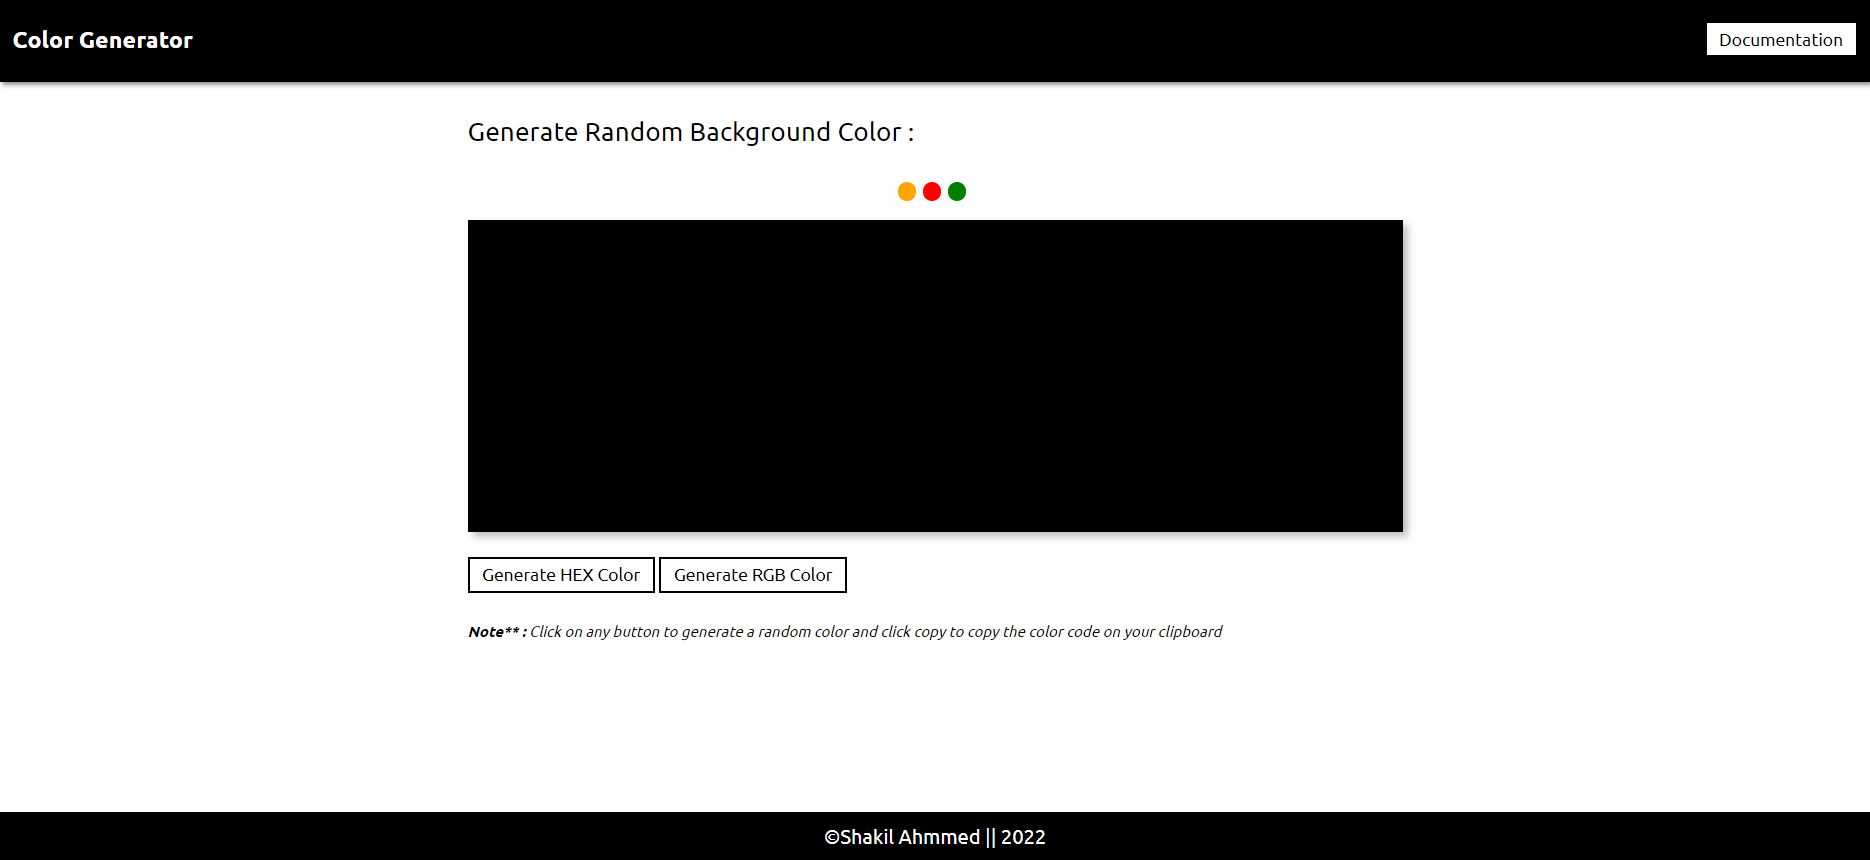 Color Generator
Documentation
Generate Random Background Color :
Generate HEX Color
Generate RGB Color
Note** : Click on any button to generate a random color and click copy to copy the color code on your clipboard
©Shakil Ahmmed || 2022